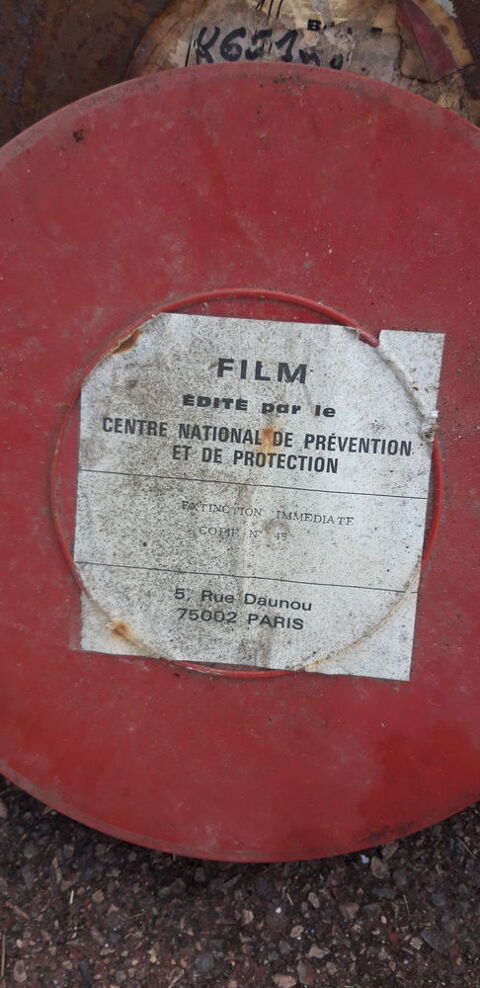 FILM
ÉDITÉ par le
CENTRE NATIONAL DE PRÉVENTION
ET DE PROTECTION
EXTINCTION IMMEDIATE
COPIE N° 45
5, Rue Daunou
75002 PARIS